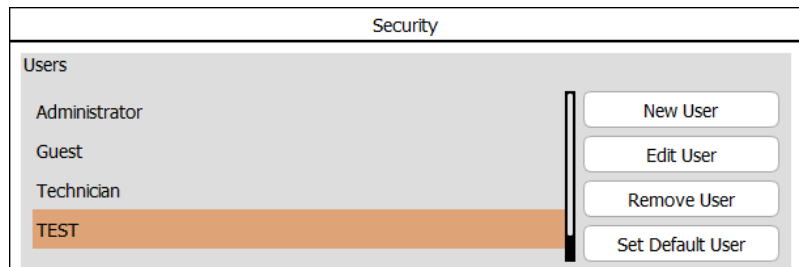 Security
Users
Administrator
Guest
Technician
TEST
New User
Edit User
Remove User
Set Default User